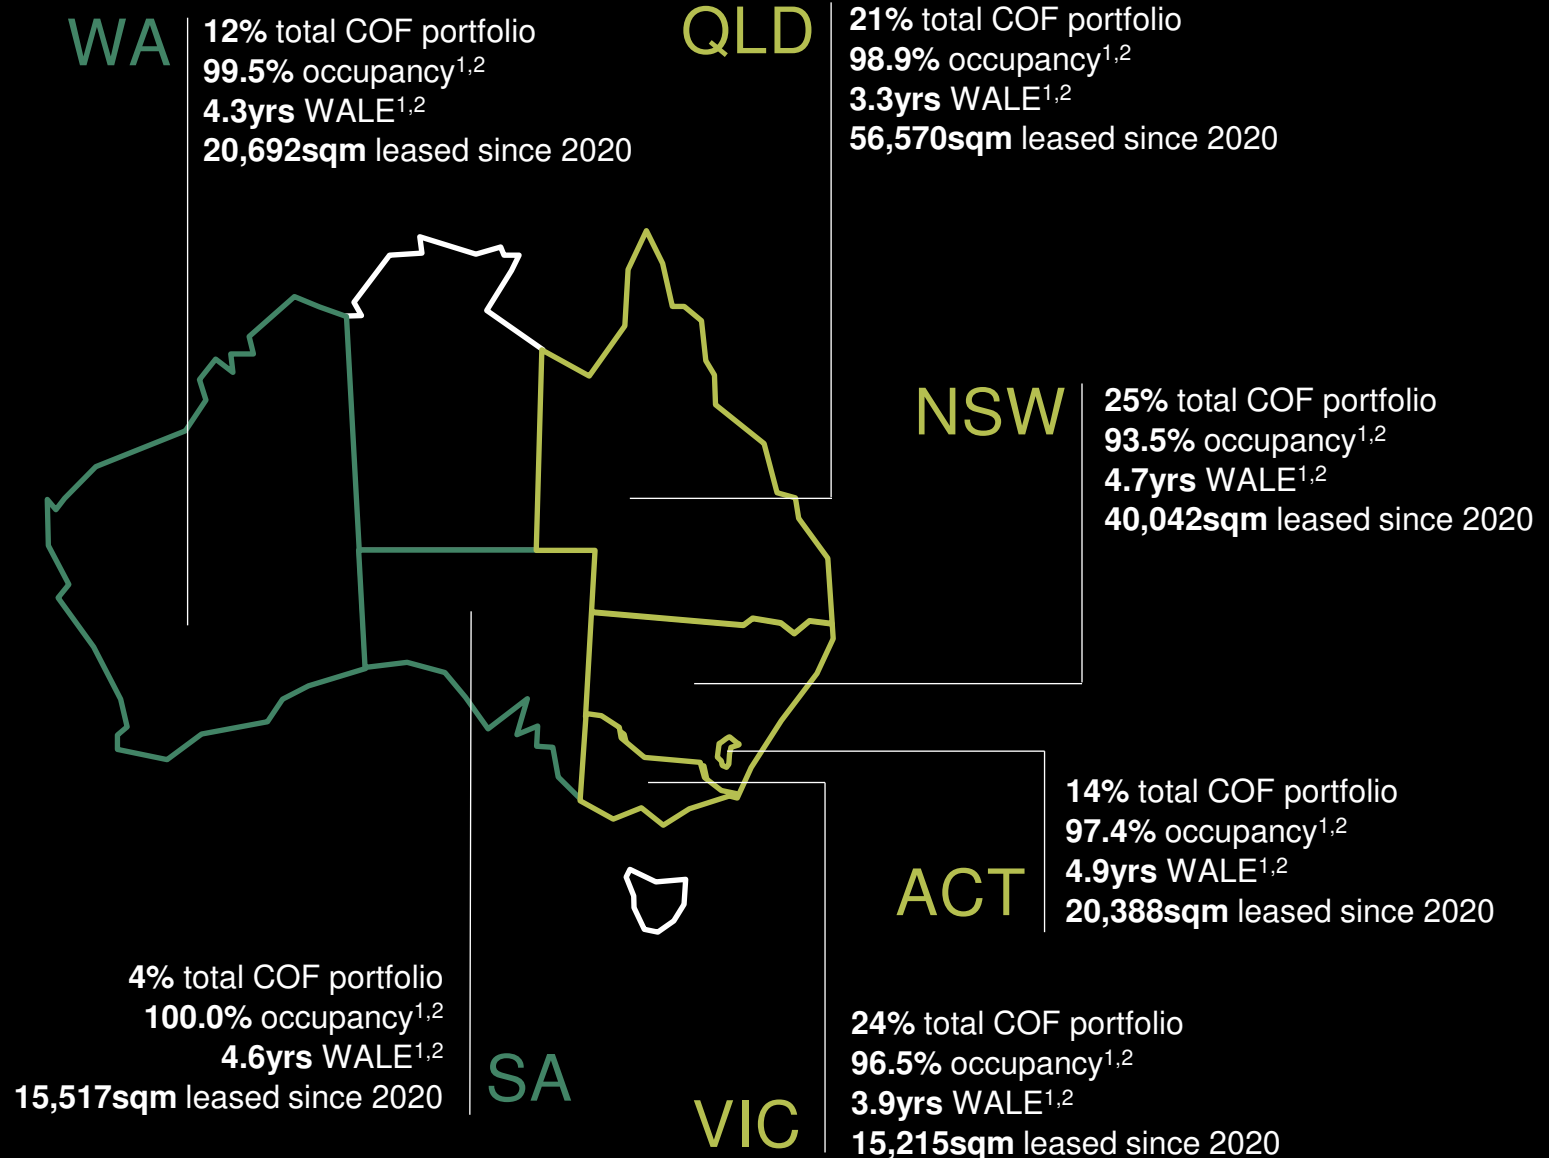 WA
12% total COF portfolio
99.5% occupancy1,2
4.3yrs WALE1,2
20,692sqm leased since 2020
QLD
21% total COF portfolio
98.9% occupancy1,2
3.3yrs WALE1,2
56,570sqm leased since 2020
NSW
25% total COF portfolio
93.5% occupancy1,2
4.7yrs WALE1,2
40,042sqm leased since 2020
ACT
14% total COF portfolio
97.4% occupancy1,2
4.9yrs WALE1,2
20,388sqm leased since 2020
4% total COF portfolio
100.0% occupancy1,2
4.6yrs WALE1,2
15,517sqm leased since 2020
SA
VIC
24% total COF portfolio
96.5% occupancy1,2
3.9yrs WALE1,2
15,215sqm leased since 2020